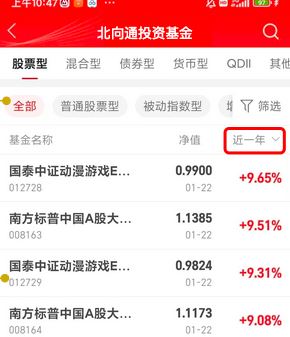 上午10:47
97
北向通投资基金
股票型 混合型 债券型 货币型 QDII 其他
全部 普通股票型 被动指数型 筛选
基金名称 净值 近一年
国泰中证动漫游戏E... 0.9900 +9.65%
012728 01-22
南方标普中国A股大... 1.1385 +9.51%
008163 01-22
国泰中证动漫游戏E... 0.9824 +9.31%
012729 01-22
南方标普中国A股大... 1.1173 +9.08%
008164 01-22